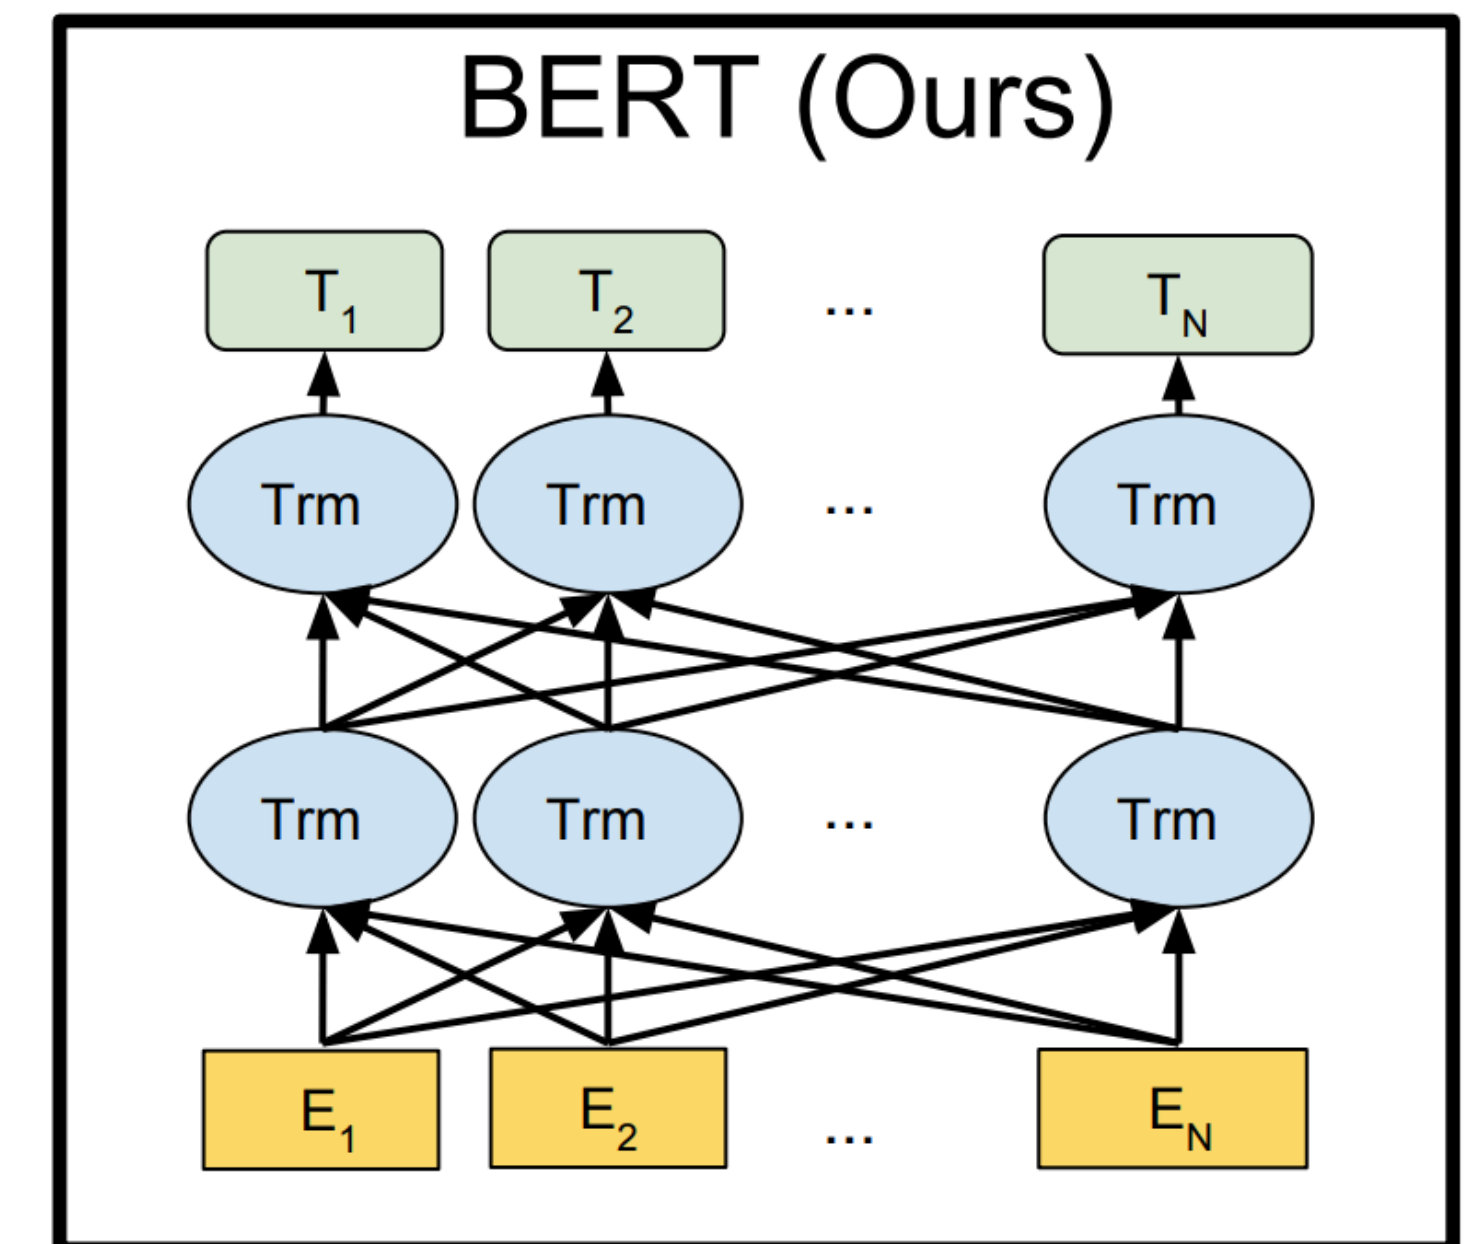 BERT (Ours)
T1 T2 ... TN
Trm Trm ... Trm
Trm Trm ... Trm
E1 E2 ... EN